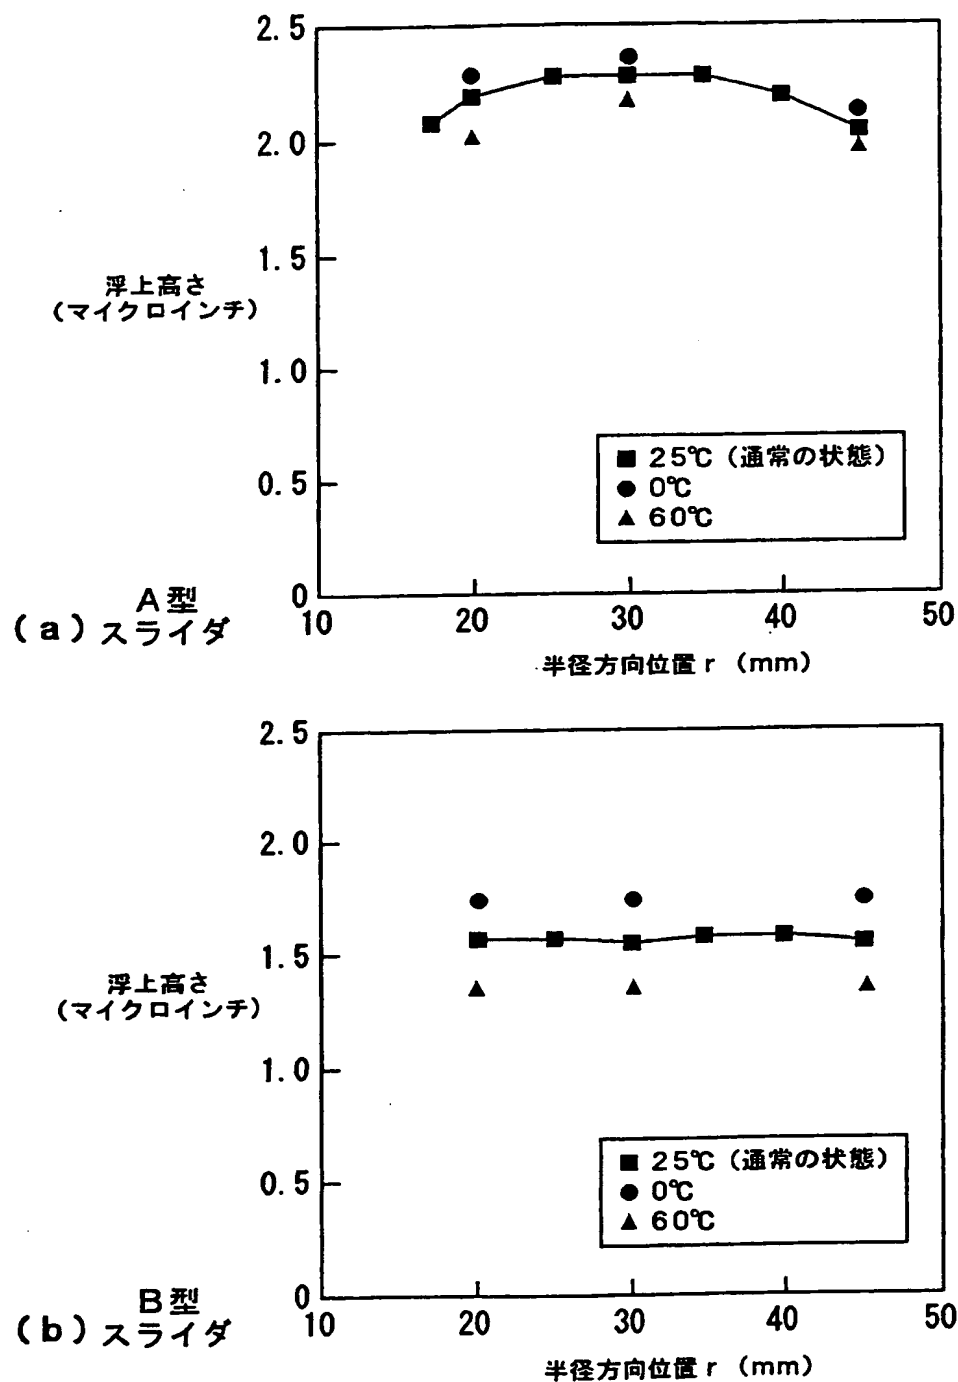 2.5
2.0
1.5
浮上高さ
(マイクロインチ)
1.0
0.5
0
■ 25℃ (通常の状態)
● 0℃
▲ 60℃
10 20 30 40 50
半径方向位置 r (mm)
(a) A型
スライダ
2.5
2.0
1.5
浮上高さ
(マイクロインチ)
1.0
0.5
0
■ 25℃ (通常の状態)
● 0℃
▲ 60℃
10 20 30 40 50
半径方向位置 r (mm)
(b) B型
スライダ